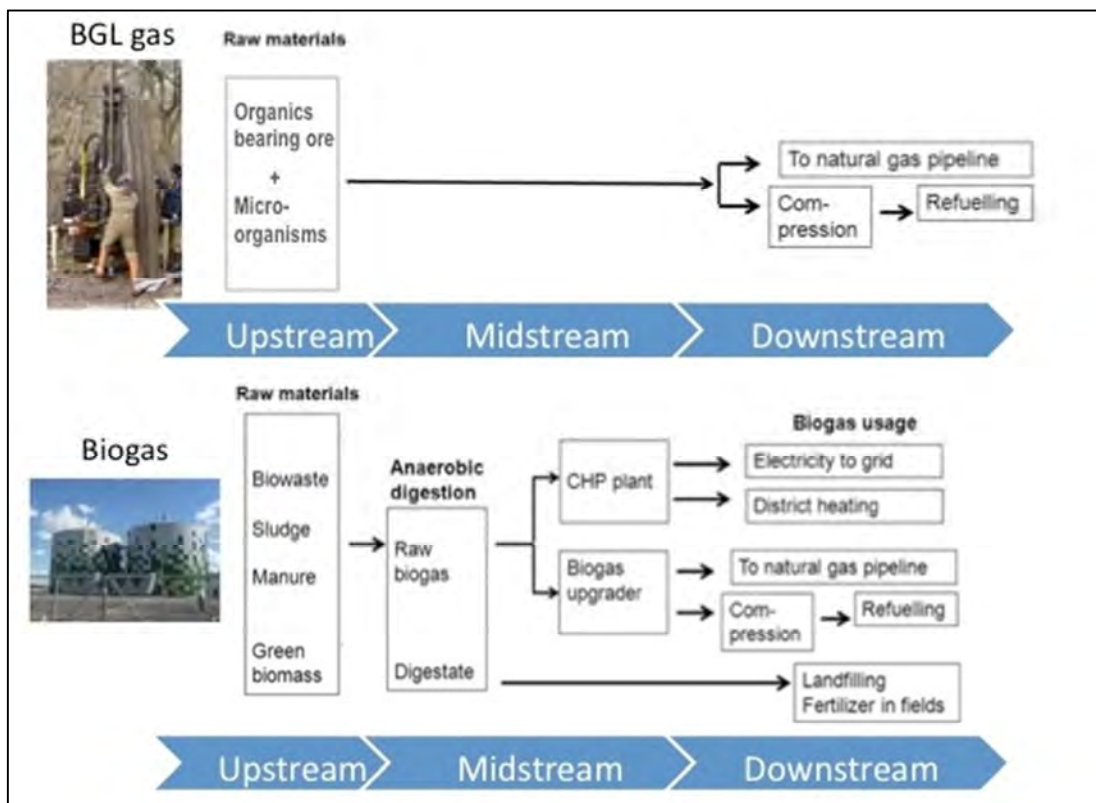 BGL gas
Raw materials
Organics
bearing ore
+
Micro-
organisms
To natural gas pipeline
Com-
pression
Refuelling
Upstream
Midstream
Downstream
Raw materials
Biogas
Biowaste
Sludge
Manure
Green
biomass
Anaerobic
digestion
Raw
biogas
Digestate
CHP plant
Biogas
upgrader
Biogas usage
Electricity to grid
District heating
To natural gas pipeline
Com-
pression
Refuelling
Landfilling
Fertilizer in fields
Upstream
Midstream
Downstream